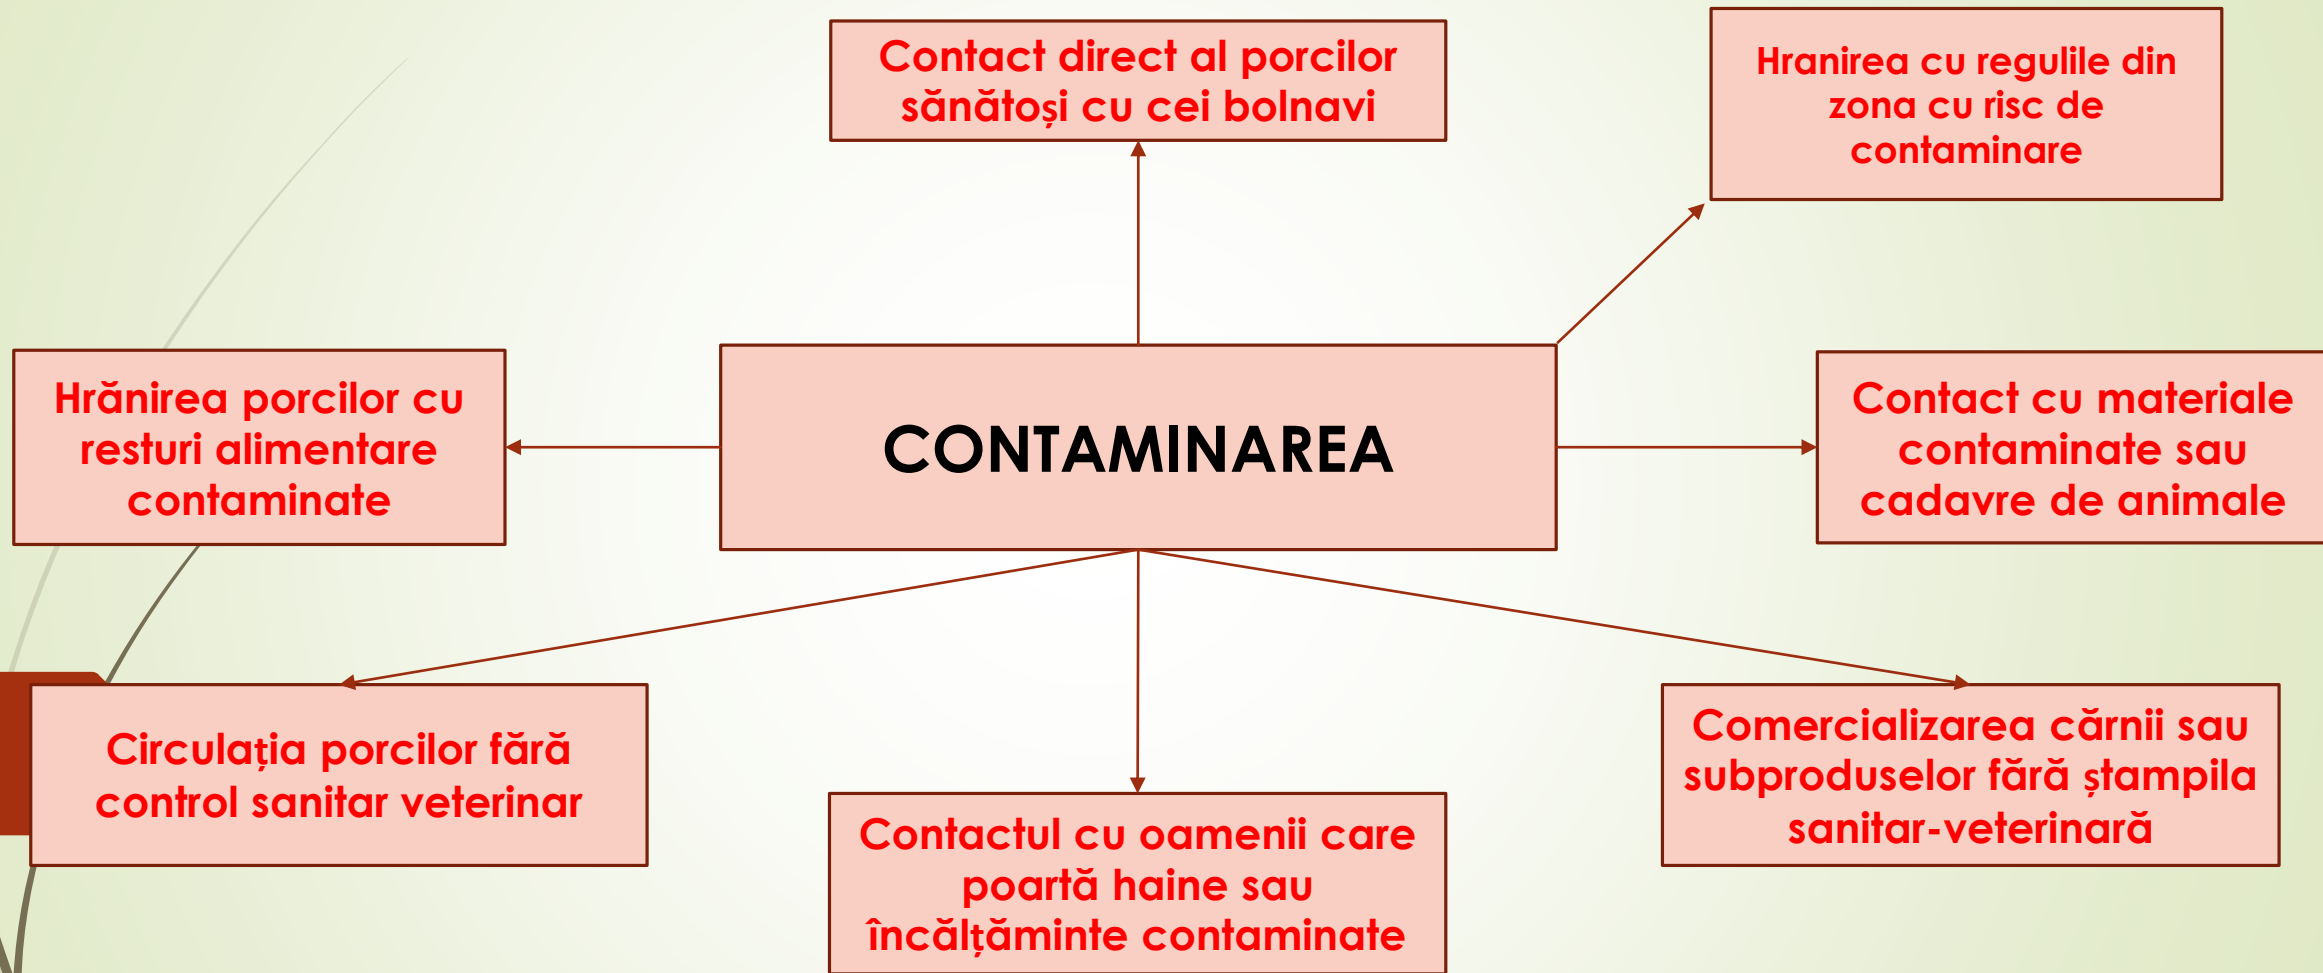 Contact direct al porcilor
sănătoși cu cei bolnavi
Hranirea cu regulile din
zona cu risc de
contaminare
Hrănirea porcilor cu
resturi alimentare
contaminate
CONTAMINAREA
Contact cu materiale
contaminate sau
cadavre de animale
Circulația porcilor fără
control sanitar veterinar
Contactul cu oamenii care
poartă haine sau
încălțăminte contaminate
Comercializarea cărnii sau
subproduselor fără ștampila
sanitar-veterinară